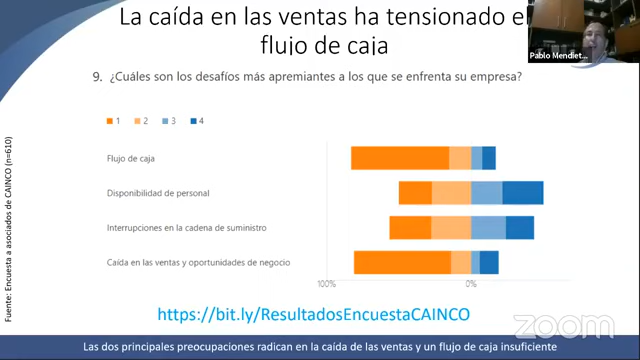 La caída en las ventas ha tensionado e
flujo de caja
Pablo Mendiet...
9. ¿Cuáles son los desafíos más apremiantes a los que se enfrenta su empresa?
1 2 3 4
Flujo de caja
Disponibilidad de personal
Interrupciones en la cadena de suministro
Caída en las ventas y oportunidades de negocio
100% 0%
Fuente: Encuesta a asociados de CAINCO (n=610)
https://bit.ly/ResultadosEncuestaCAINCO
zoom
Las dos principales preocupaciones radican en la caída de las ventas y un flujo de caja insuficiente